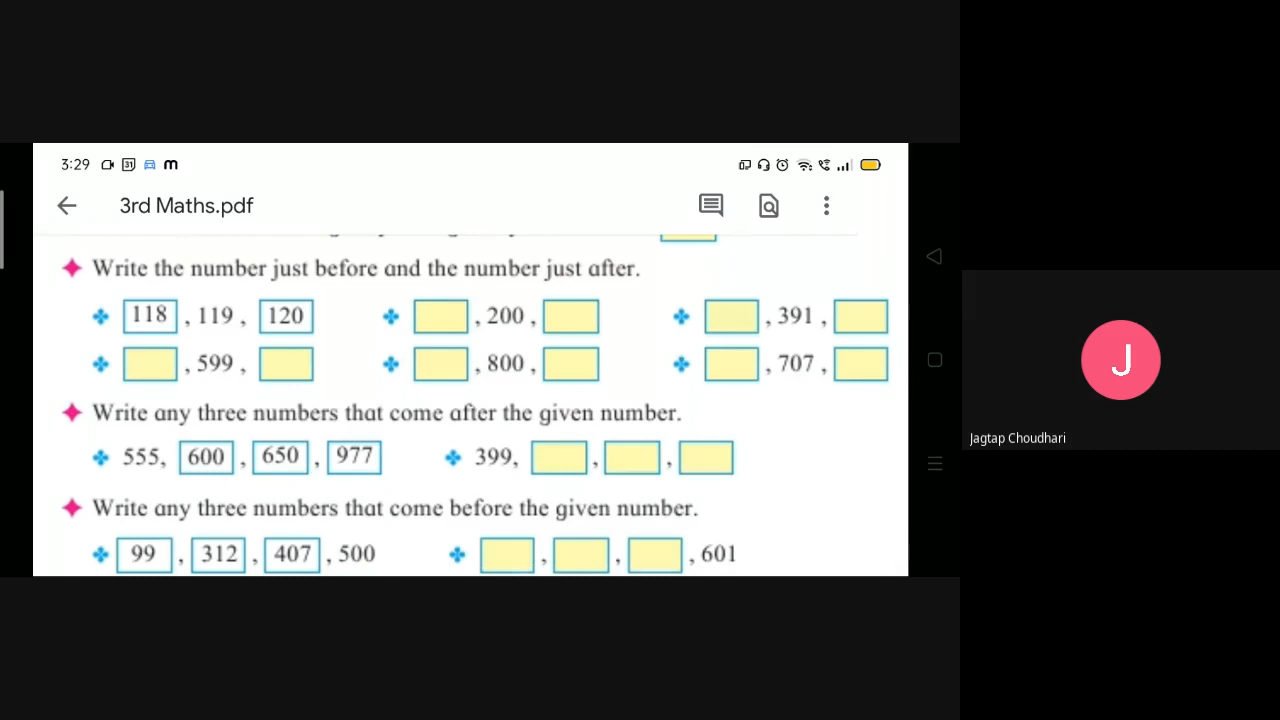 3:29 31 m
3rd Maths.pdf
Write the number just before and the number just after.
118 , 119 , 120 , 200 , , 391 ,
, 599 , , 800 , , 707 ,
Write any three numbers that come after the given number.
555, 600 , 650 , 977 399, , ,
Write any three numbers that come before the given number.
99 , 312 , 407 , 500 , , , 601
J
Jagtap Choudhari